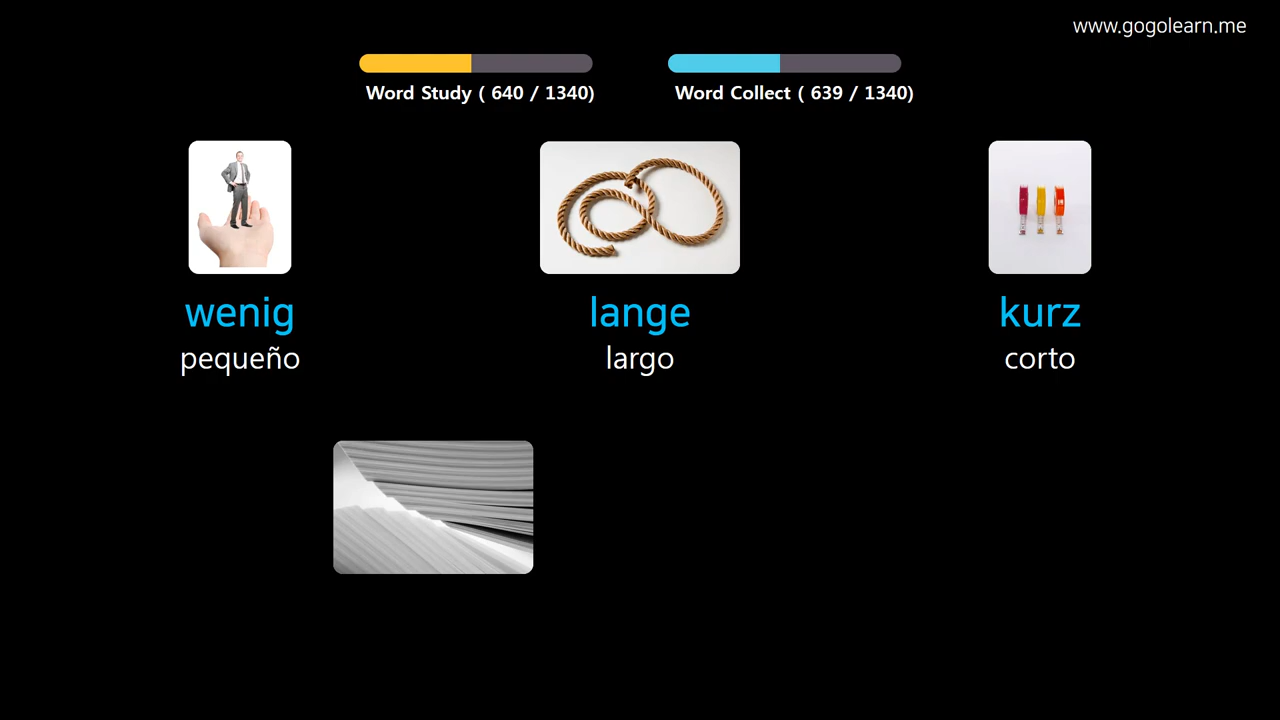 www.gogolearn.me
Word Study ( 640 / 1340)
Word Collect ( 639 / 1340)
wenig
lange
kurz
pequeño
largo
corto